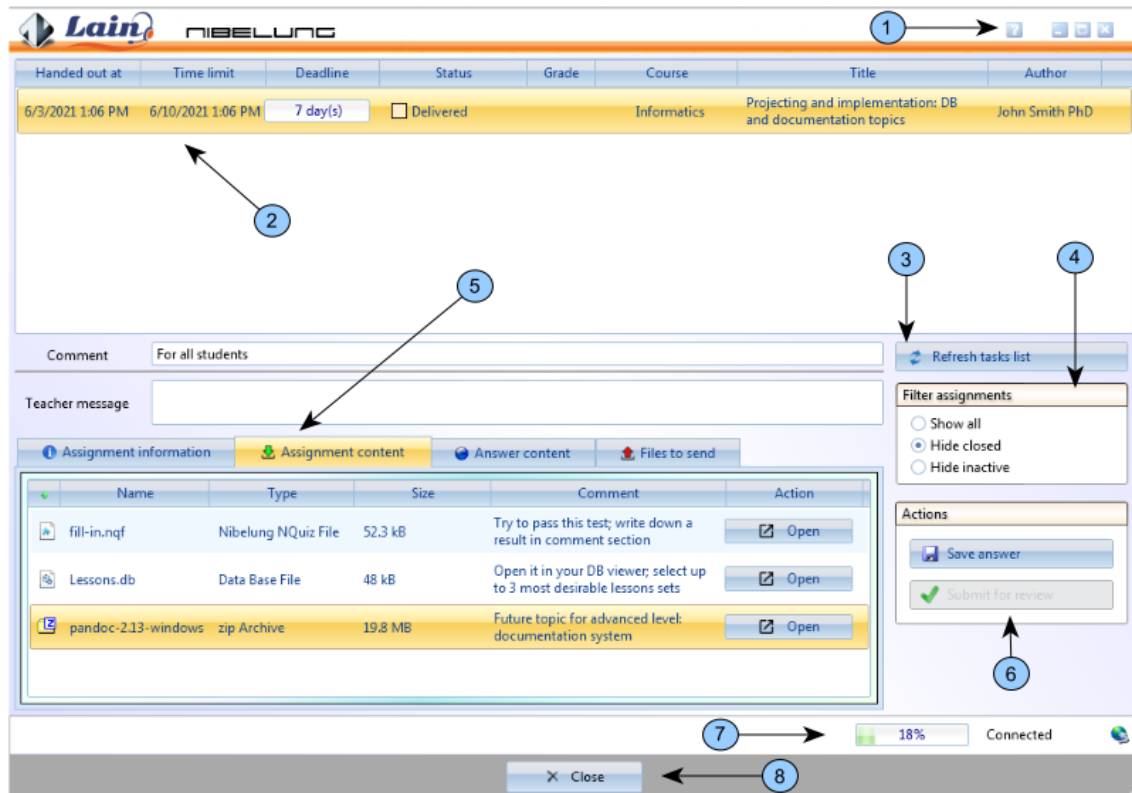 Lain
NIBELUNG
1
?
Handed out at Time limit Deadline Status Grade Course Title Author
6/3/2021 1:06 PM 6/10/2021 1:06 PM 7 day(s) Delivered Informatics Projecting and implementation: DB
and documentation topics John Smith PhD
2
3
4
5
Comment For all students
Refresh tasks list
Teacher message
Filter assignments
Show all
Hide closed
Hide inactive
Assignment information Assignment content Answer content Files to send
Name Type Size Comment Action
fill-in.nqf Nibelung NQuiz File 52.3 kB Try to pass this test; write down a
result in comment section Open
Lessons.db Data Base File 48 kB Open it in your DB viewer; select up
to 3 most desirable lessons sets Open
pandoc-2.13-windows zip Archive 19.8 MB Future topic for advanced level:
documentation system Open
Actions
Save answer
Submit for review
6
7
18% Connected
Close
8